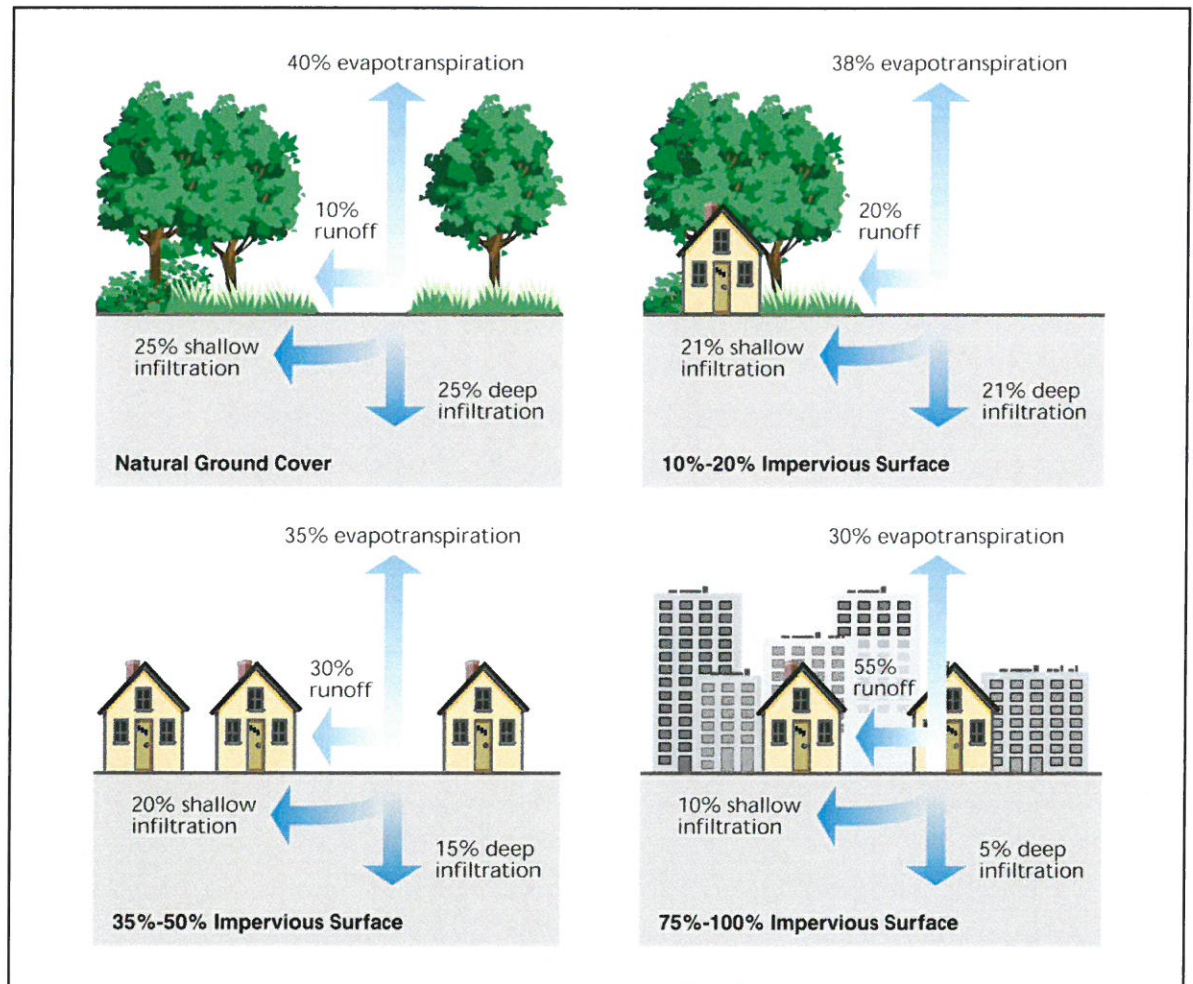 40% evapotranspiration
10%
runoff
25% shallow
infiltration
25% deep
infiltration
Natural Ground Cover
38% evapotranspiration
20%
runoff
21% shallow
infiltration
21% deep
infiltration
10%-20% Impervious Surface
35% evapotranspiration
30%
runoff
20% shallow
infiltration
15% deep
infiltration
35%-50% Impervious Surface
30% evapotranspiration
55%
runoff
10% shallow
infiltration
5% deep
infiltration
75%-100% Impervious Surface